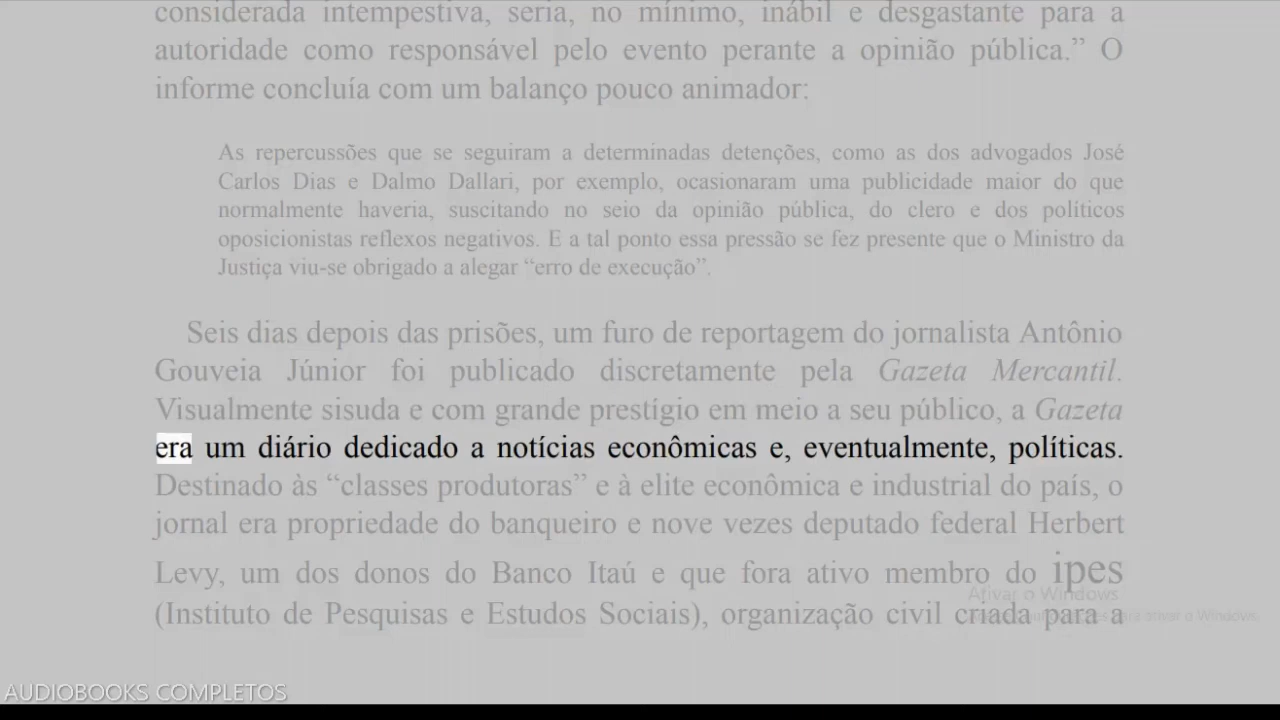 considerada intempestiva, seria, no mínimo, inábil e desgastante para a
autoridade como responsável pelo evento perante a opinião pública.” O
informe concluía com um balanço pouco animador:
As repercussões que se seguiram a determinadas detenções, como as dos advogados José
Carlos Dias e Dalmo Dallari, por exemplo, ocasionaram uma publicidade maior do que
normalmente haveria, suscitando no seio da opinião pública, do clero e dos políticos
oposicionistas reflexos negativos. E a tal ponto essa pressão se fez presente que o Ministro da
Justiça viu-se obrigado a alegar “erro de execução”.
Seis dias depois das prisões, um furo de reportagem do jornalista Antônio
Gouveia Júnior foi publicado discretamente pela Gazeta Mercantil.
Visualmente sisuda e com grande prestígio em meio a seu público, a Gazeta
era um diário dedicado a notícias econômicas e, eventualmente, políticas.
Destinado às “classes produtoras” e à elite econômica e industrial do país, o
jornal era propriedade do banqueiro e nove vezes deputado federal Herbert
Levy, um dos donos do Banco Itaú e que fora ativo membro do ipes
Ativar o Windows
(Instituto de Pesquisas e Estudos Sociais), organização civil criada para a
para ativar o Windows.
AUDIOBOOKS COMPLETOS